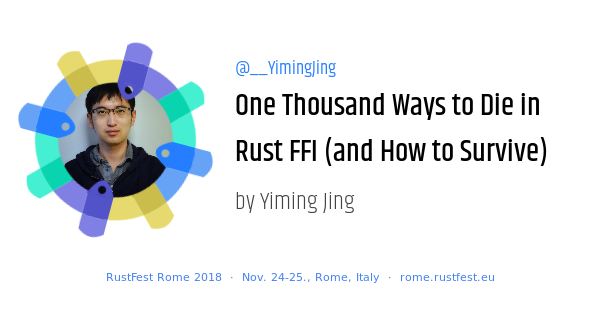 @__YimingJing
One Thousand Ways to Die in
Rust FFI (and How to Survive)
by Yiming Jing
RustFest Rome 2018 · Nov. 24-25., Rome, Italy · rome.rustfest.eu